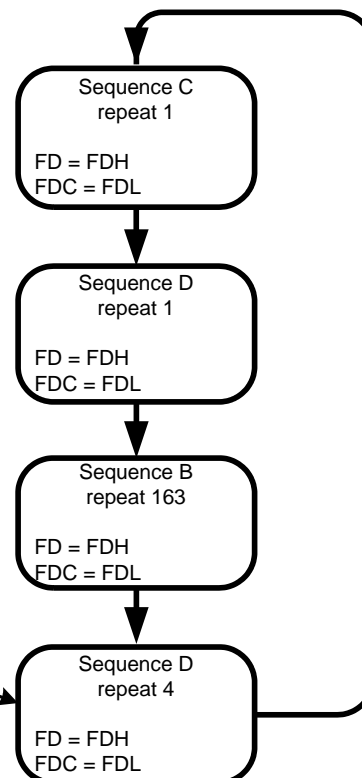 Sequence C
repeat 1
FD = FDH
FDC = FDL
Sequence D
repeat 1
FD = FDH
FDC = FDL
Sequence B
repeat 163
FD = FDH
FDC = FDL
Sequence D
repeat 4
FD = FDH
FDC = FDL